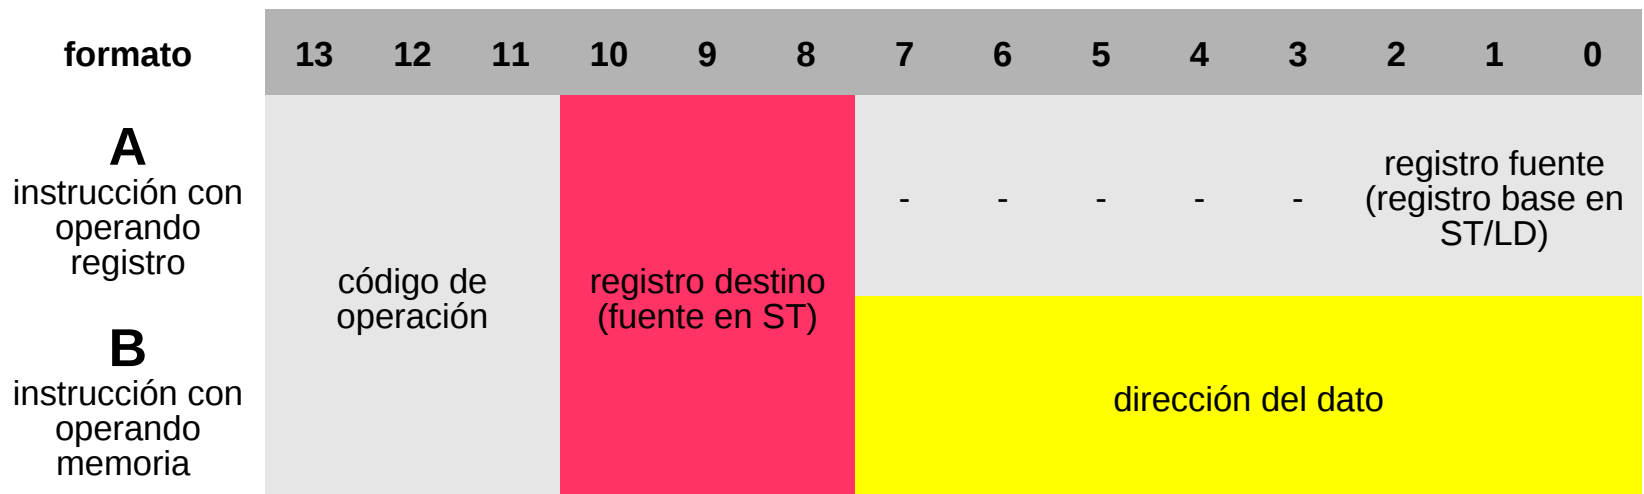 formato 13 12 11 10 9 8 7 6 5 4 3 2 1 0
A
instrucción con
operando
registro
- - - - -
registro fuente
(registro base en
ST/LD)
código de
operación
registro destino
(fuente en ST)
B
instrucción con
operando
memoria
dirección del dato